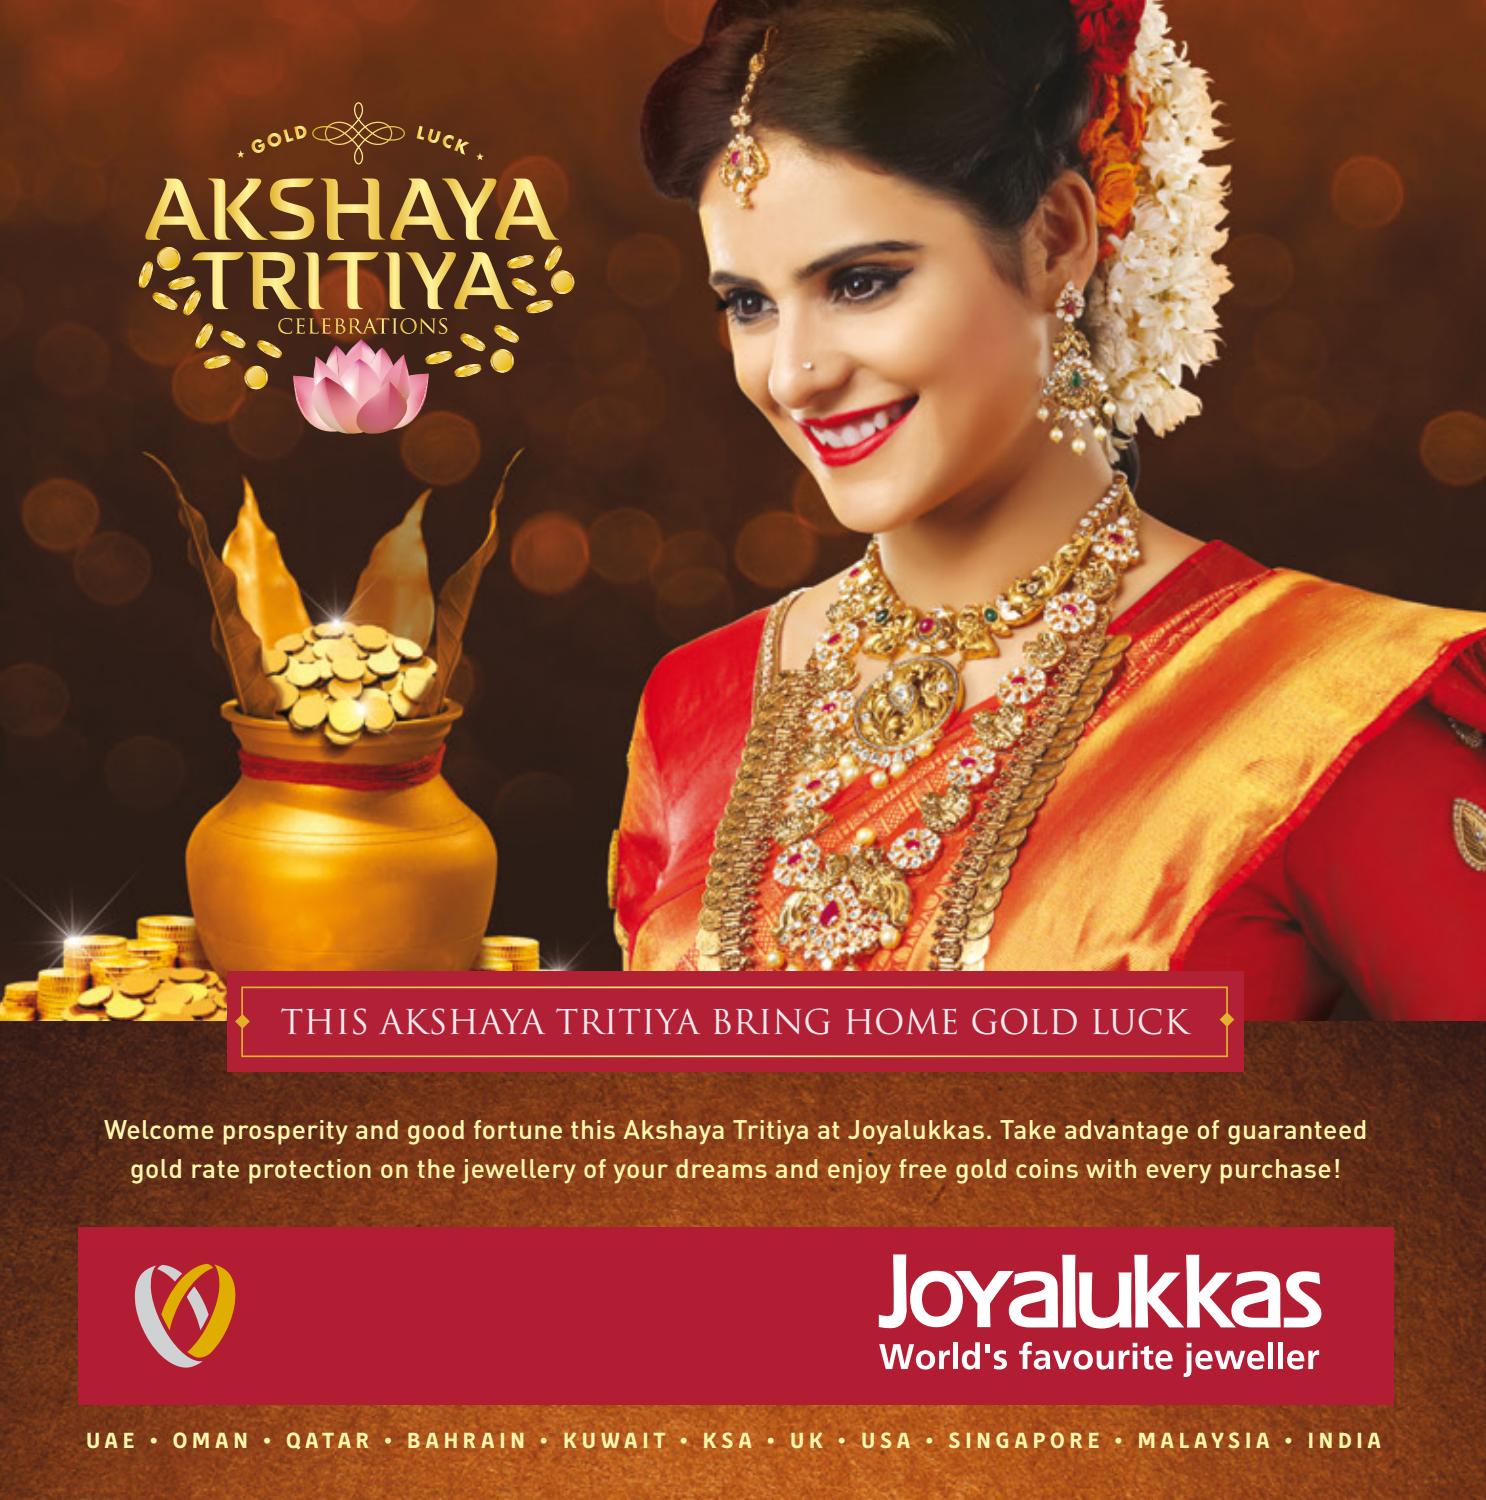 GOLD LUCK
AKSHAYA
TRITIYA
CELEBRATIONS
THIS AKSHAYA TRITIYA BRING HOME GOLD LUCK
Welcome prosperity and good fortune this Akshaya Tritiya at Joyalukkas. Take advantage of guaranteed
gold rate protection on the jewellery of your dreams and enjoy free gold coins with every purchase!
Joyalukkas
World's favourite jeweller
UAE • OMAN • QATAR • BAHRAIN • KUWAIT • KSA • UK • USA • SINGAPORE • MALAYSIA • INDIA